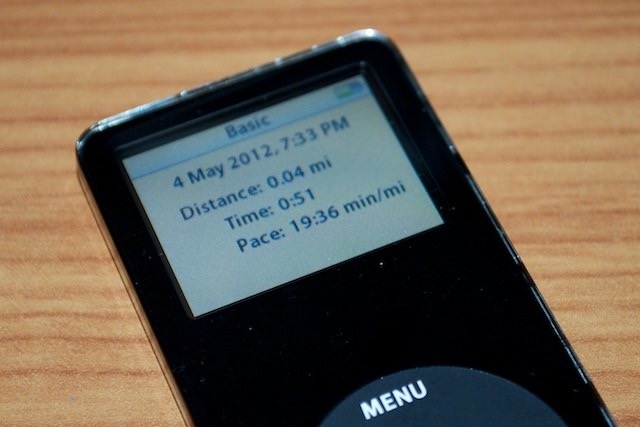 Basic
4 May 2012, 7:33 PM
Distance: 0.04 mi
Time: 0:51
Pace: 19:36 min/mi
MENU